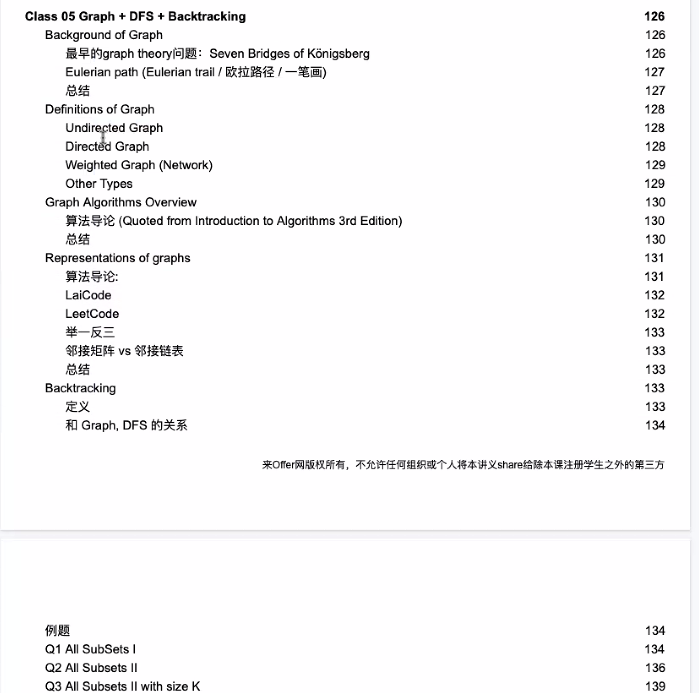 Class 05 Graph + DFS + Backtracking 126
Background of Graph 126
最早的graph theory问题：Seven Bridges of Königsberg 126
Eulerian path (Eulerian trail / 欧拉路径 / 一笔画) 127
总结 127
Definitions of Graph 128
Undirected Graph 128
Directed Graph 128
Weighted Graph (Network) 129
Other Types 129
Graph Algorithms Overview 130
算法导论 (Quoted from Introduction to Algorithms 3rd Edition) 130
总结 130
Representations of graphs 131
算法导论: 131
LaiCode 132
LeetCode 132
举一反三 133
邻接矩阵 vs 邻接链表 133
总结 133
Backtracking 133
定义 133
和 Graph, DFS 的关系 134
来Offer网版权所有，不允许任何组织或个人将本讲义share给除本课注册学生之外的第三方
例题 134
Q1 All SubSets I 134
Q2 All Subsets II 136
Q3 All Subsets II with size K 139